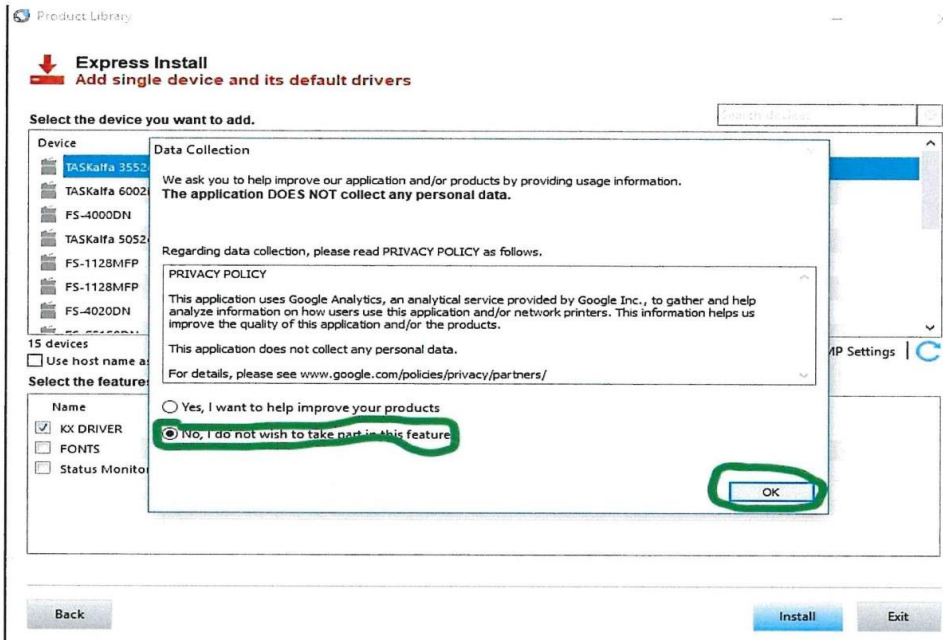 Product Library
Express Install
Add single device and its default drivers
Select the device you want to add.
Device
TASKalfa 3552
TASKalfa 6002
FS-4000DN
TASKalfa 5052
FS-1128MFP
FS-1128MFP
FS-4020DN
15 devices
Use host name as
MP Settings
Select the feature
Name
KX DRIVER
FONTS
Status Monitor
Data Collection
We ask you to help improve our application and/or products by providing usage information.
The application DOES NOT collect any personal data.
Regarding data collection, please read PRIVACY POLICY as follows.
PRIVACY POLICY
This application uses Google Analytics, an analytical service provided by Google Inc., to gather and help
analyze information on how users use this application and/or network printers. This information helps us
improve the quality of this application and/or the products.
This application does not collect any personal data.
For details, please see www.google.com/policies/privacy/partners/
Yes, I want to help improve your products
No, I do not wish to take part in this feature
OK
Back
Install
Exit